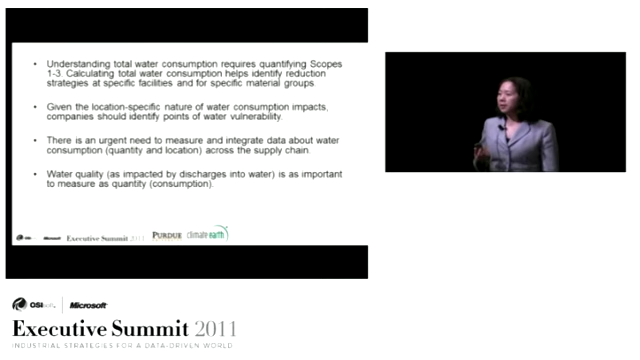 • Understanding total water consumption requires quantifying Scopes
1-3. Calculating total water consumption helps identify reduction
strategies at specific facilities and for specific material groups
• Given the location-specific nature of water consumption impacts,
companies should identify points of water vulnerability.
• There is an urgent need to measure and integrate data about water
consumption (quantity and location) across the supply chain.
• Water quality (as impacted by discharges into water) is as important
to measure as quantity (consumption).
Microsoft Executive Summit 2011 PURDUE climate earth
OSIsoft. Microsoft
Executive Summit 2011
INDUSTRIAL STRATEGIES FOR A DATA-DRIVEN WORLD